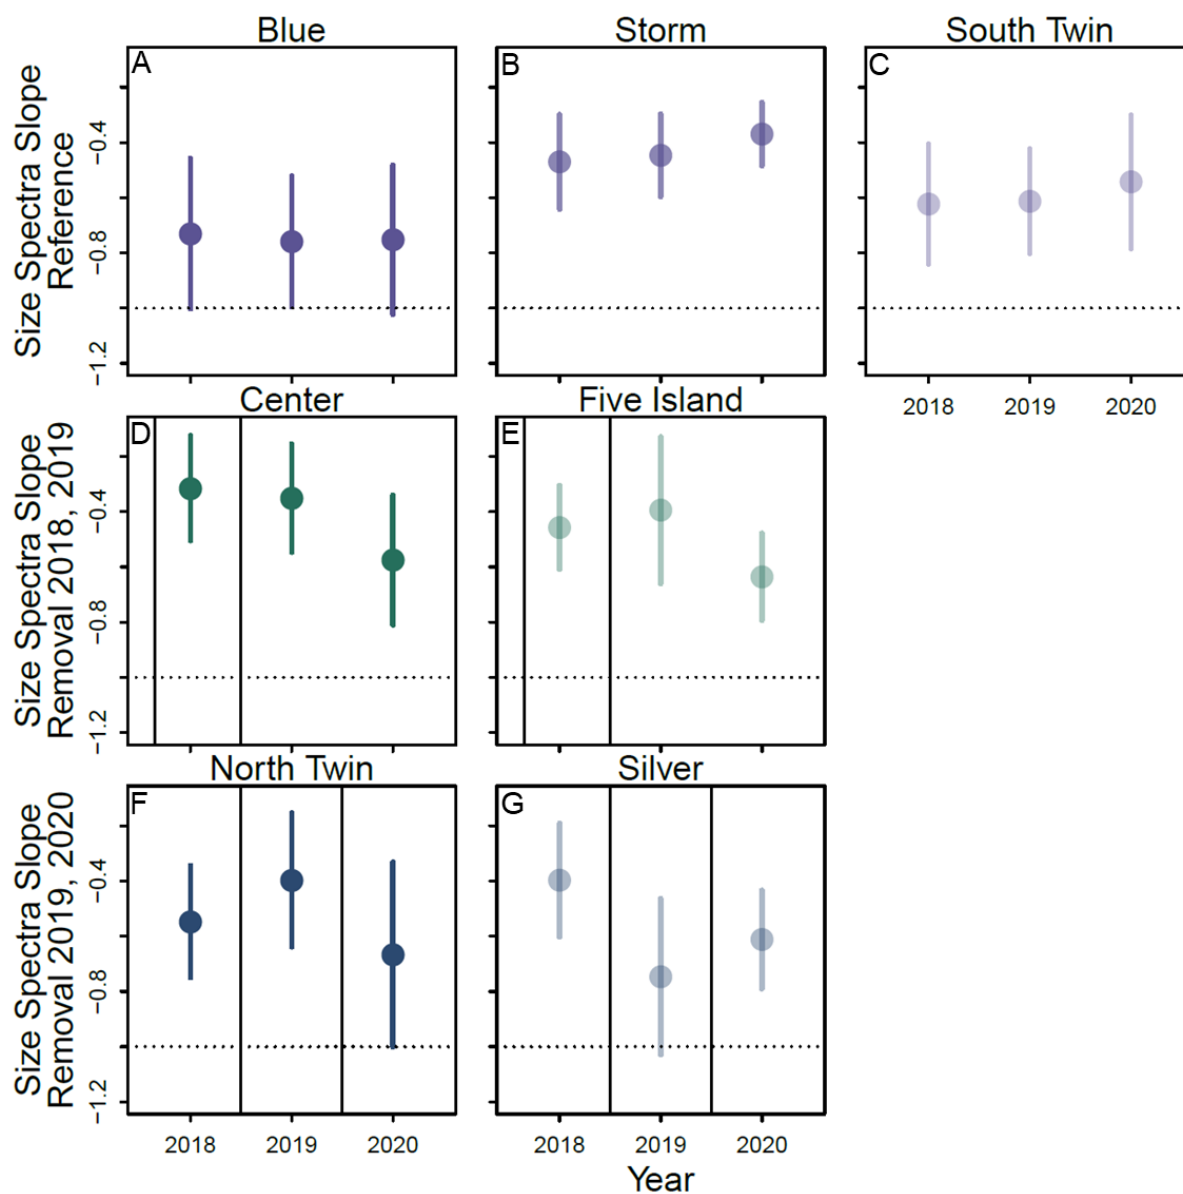 Blue
Storm
South Twin
A
B
C
Size Spectra Slope
Reference
−0.4
−0.8
−1.2
2018
2019
2020
Center
Five Island
D
E
Size Spectra Slope
Removal 2018, 2019
−0.4
−0.8
−1.2
North Twin
Silver
F
G
Size Spectra Slope
Removal 2019, 2020
−0.4
−0.8
−1.2
2018
2019
2020
2018
2019
2020
Year